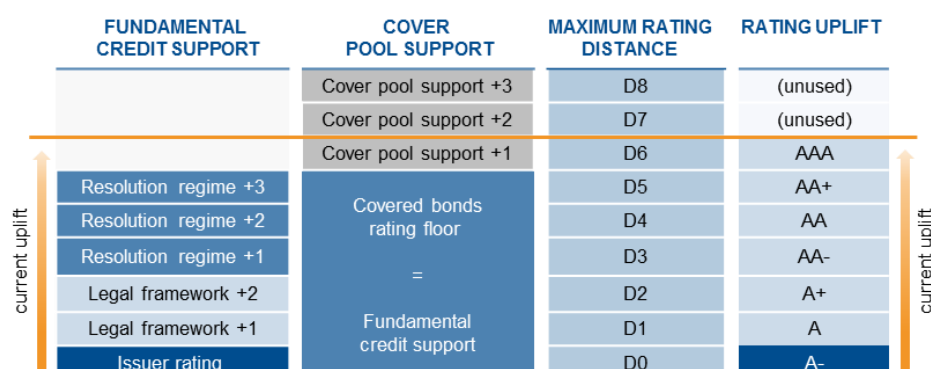 FUNDAMENTAL
CREDIT SUPPORT
COVER
POOL SUPPORT
MAXIMUM RATING
DISTANCE
RATING UPLIFT
Cover pool support +3
D8
(unused)
Cover pool support +2
D7
(unused)
Cover pool support +1
D6
AAA
Resolution regime +3
D5
AA+
Resolution regime +2
D4
AA
Resolution regime +1
D3
AA-
Legal framework +2
D2
A+
Legal framework +1
D1
A
Issuer rating
D0
A-
Covered bonds
rating floor
=
Fundamental
credit support
current uplift
current uplift